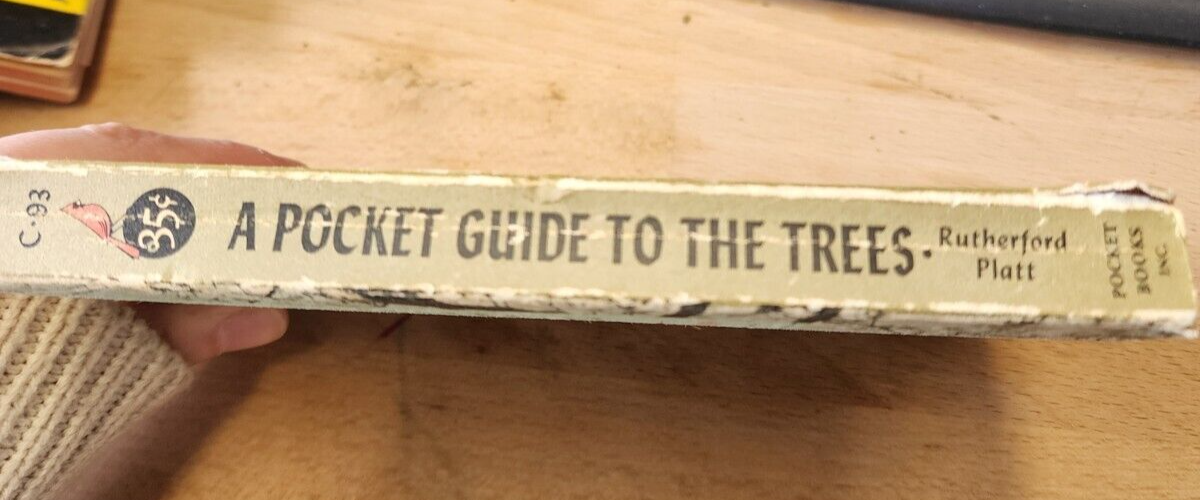 C·93
35¢
A POCKET GUIDE TO THE TREES · Rutherford
Platt
POCKET
BOOKS
INC.